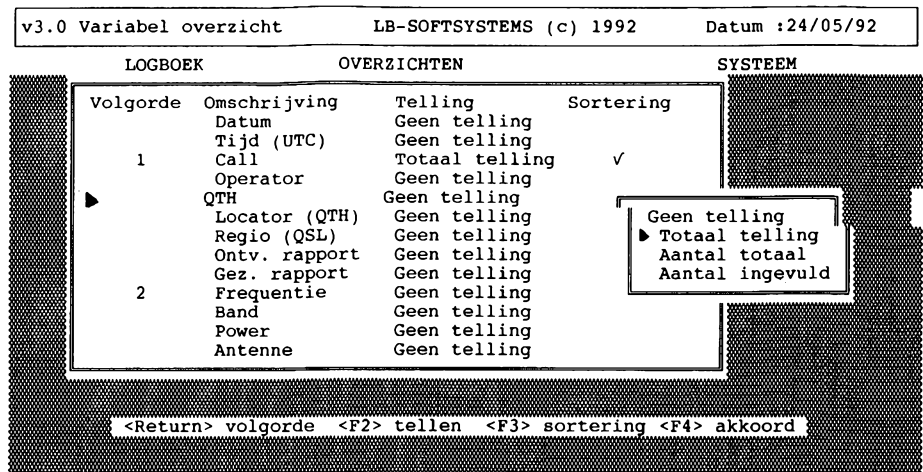 v3.0 Variabel overzicht LB-SOFTSYSTEMS (c) 1992 Datum :24/05/92
LOGBOEK OVERZICHTEN SYSTEEM
Volgorde Omschrijving Telling Sortering
Datum Geen telling
Tijd (UTC) Geen telling
1 Call Totaal telling √
Operator Geen telling
QTH Geen telling
Locator (QTH) Geen telling
Regio (QSL) Geen telling
Ontv. rapport Geen telling
Gez. rapport Geen telling
2 Frequentie Geen telling
Band Geen telling
Power Geen telling
Antenne Geen telling
Geen telling
Totaal telling
Aantal totaal
Aantal ingevuld
<Return> volgorde <F2> tellen <F3> sortering <F4> akkoord